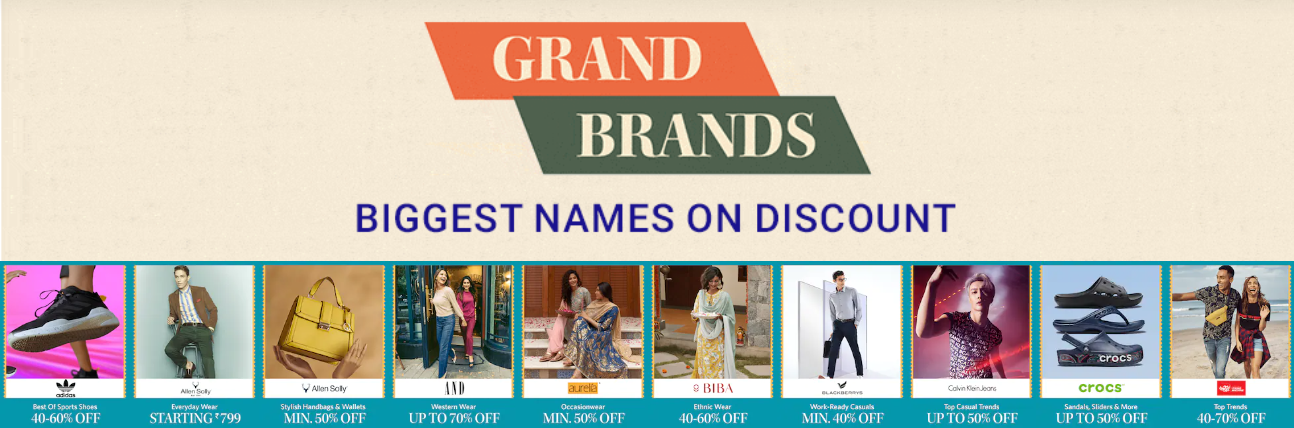 GRAND
BRANDS
BIGGEST NAMES ON DISCOUNT
crocs
adidas
Best Of Sports Shoes
40-60% OFF
Allen Solly
Everyday Wear
STARTING ₹799
Allen Solly
Stylish Handbags & Wallets
MIN. 50% OFF
AND
Western Wear
UP TO 70% OFF
aurelia
Occasionwear
MIN. 50% OFF
BIBA
Ethnic Wear
40-60% OFF
BLACKBERRYS
Work-Ready Casuals
MIN. 40% OFF
Calvin Klein Jeans
Top Casual Trends
UP TO 50% OFF
crocs™
Sandals, Sliders & More
UP TO 50% OFF
Top Trends
40-70% OFF